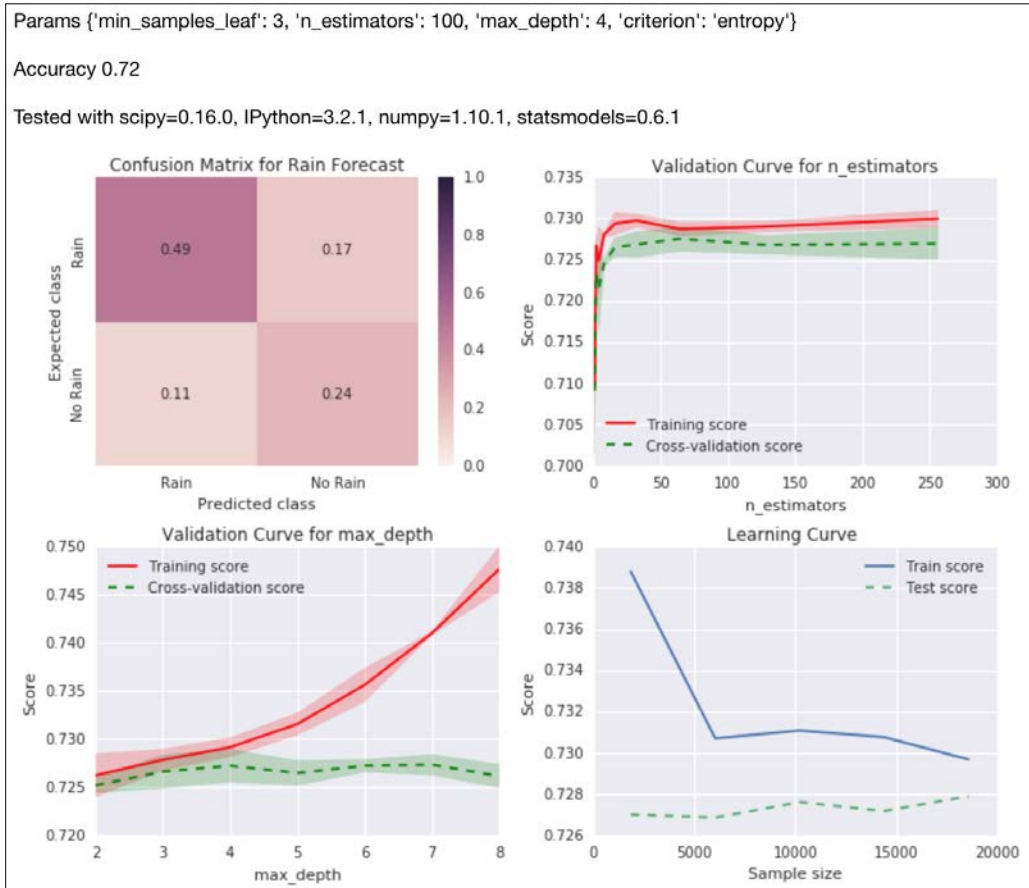 Params {'min_samples_leaf': 3, 'n_estimators': 100, 'max_depth': 4, 'criterion': 'entropy'}
Accuracy 0.72
Tested with scipy=0.16.0, IPython=3.2.1, numpy=1.10.1, statsmodels=0.6.1
Confusion Matrix for Rain Forecast
Expected class
Rain
No Rain
0.49
0.17
0.11
0.24
Rain
No Rain
Predicted class
1.0
0.8
0.6
0.4
0.2
0.0
Validation Curve for n_estimators
Score
0.735
0.730
0.725
0.720
0.715
0.710
0.705
0.700
Training score
Cross-validation score
0
50
100
150
200
250
300
n_estimators
Validation Curve for max_depth
Score
0.750
0.745
0.740
0.735
0.730
0.725
0.720
Training score
Cross-validation score
2
3
4
5
6
7
8
max_depth
Learning Curve
Score
0.740
0.738
0.736
0.734
0.732
0.730
0.728
0.726
Train score
Test score
0
5000
10000
15000
20000
Sample size